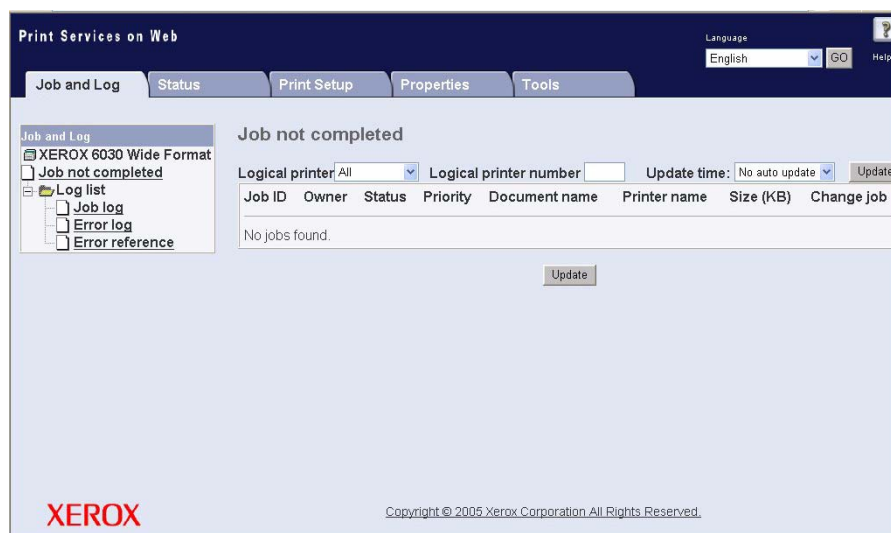 Print Services on Web
Language
English GO Help
Job and Log Status Print Setup Properties Tools
Job and Log
XEROX 6030 Wide Format
Job not completed
Log list
Job log
Error log
Error reference
Job not completed
Logical printer All Logical printer number Update time: No auto update Update
Job ID Owner Status Priority Document name Printer name Size (KB) Change job
No jobs found.
Update
XEROX
Copyright © 2005 Xerox Corporation All Rights Reserved.